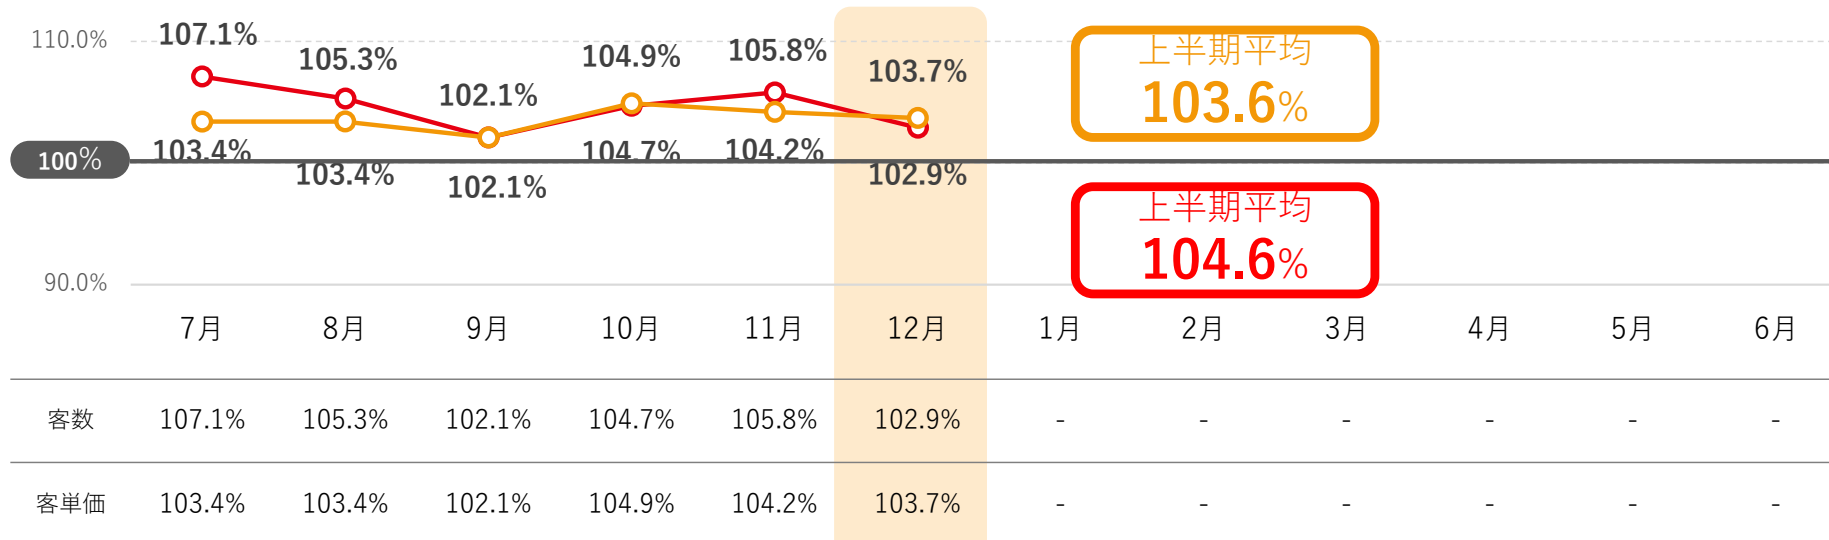 110.0%
107.1% 105.3% 102.1% 104.9% 105.8% 103.7%
上半期平均
103.6%
100%
103.4% 103.4% 102.1% 104.7% 104.2% 102.9%
上半期平均
104.6%
90.0%
7月 8月 9月 10月 11月 12月 1月 2月 3月 4月 5月 6月
客数 107.1% 105.3% 102.1% 104.7% 105.8% 102.9% - - - - - -
客単価 103.4% 103.4% 102.1% 104.9% 104.2% 103.7% - - - - - -